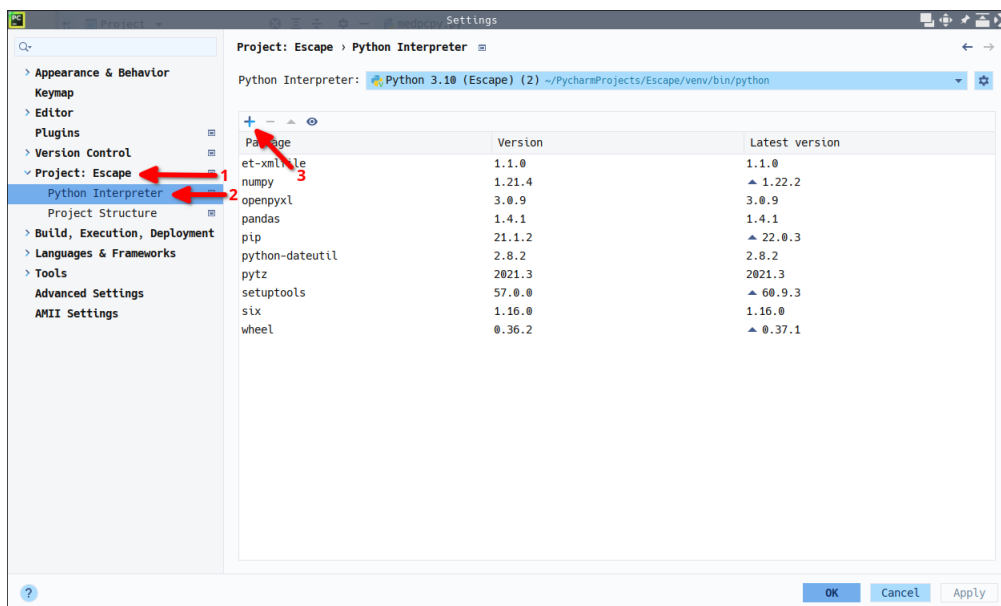 PC
Project
medpcpy
Settings
Project: Escape › Python Interpreter
Appearance & Behavior
Keymap
Editor
Plugins
Version Control
Project: Escape
Python Interpreter
Project Structure
Build, Execution, Deployment
Languages & Frameworks
Tools
Advanced Settings
AMII Settings
1
2
3
Python Interpreter: Python 3.10 (Escape) (2) ~/PycharmProjects/Escape/venv/bin/python
Package Version Latest version
et-xmlfile 1.1.0 1.1.0
numpy 1.21.4 1.22.2
openpyxl 3.0.9 3.0.9
pandas 1.4.1 1.4.1
pip 21.1.2 22.0.3
python-dateutil 2.8.2 2.8.2
pytz 2021.3 2021.3
setuptools 57.0.0 60.9.3
six 1.16.0 1.16.0
wheel 0.36.2 0.37.1
?
OK Cancel Apply